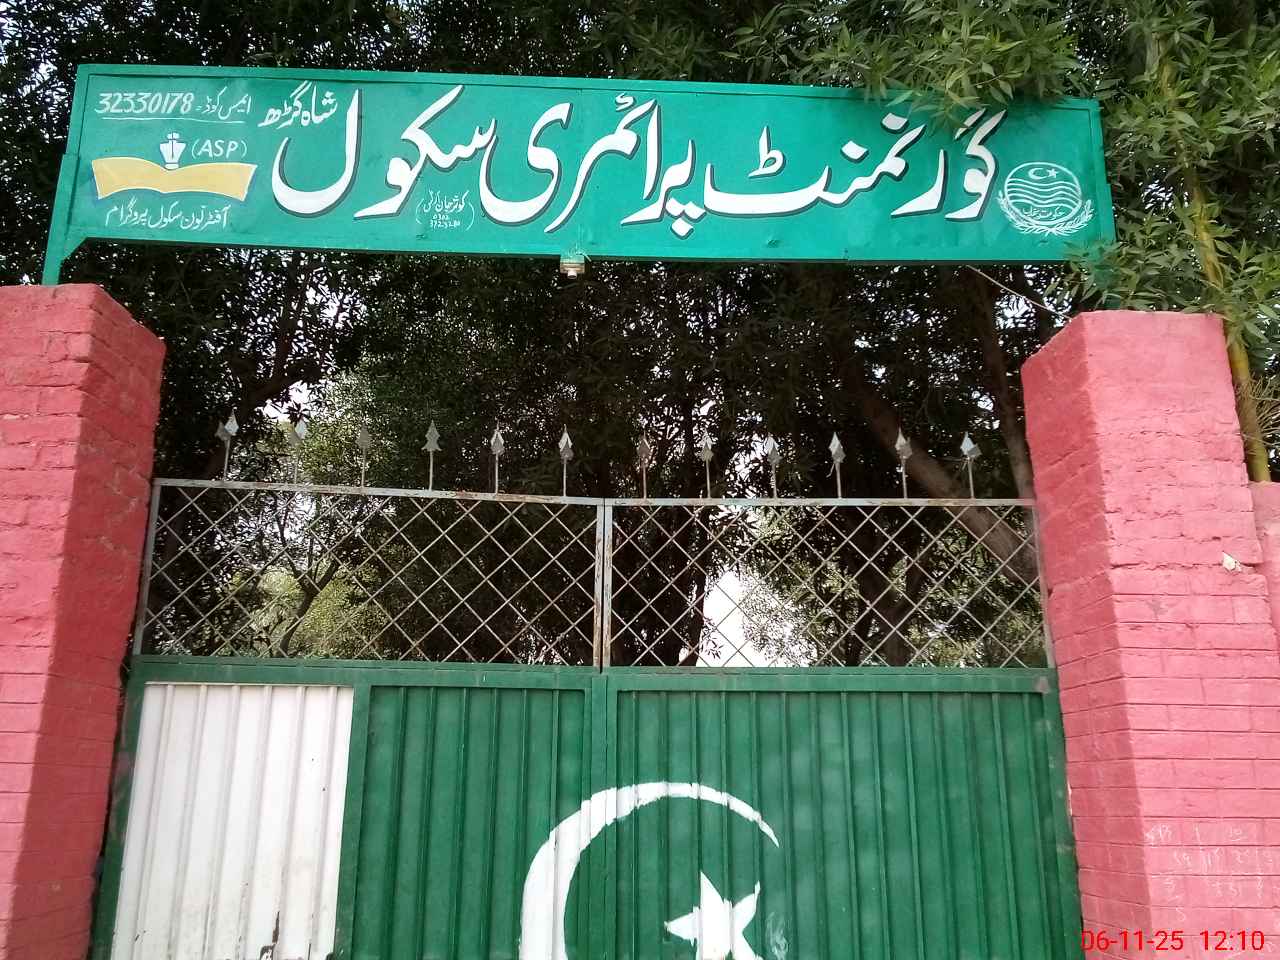 گورنمنٹ پرائمری سکول
شاہ گڑھ
ایمس کوڈ۔ 32330178
(ASP)
آفٹر نون سکول پروگرام
06-11-25 12:10